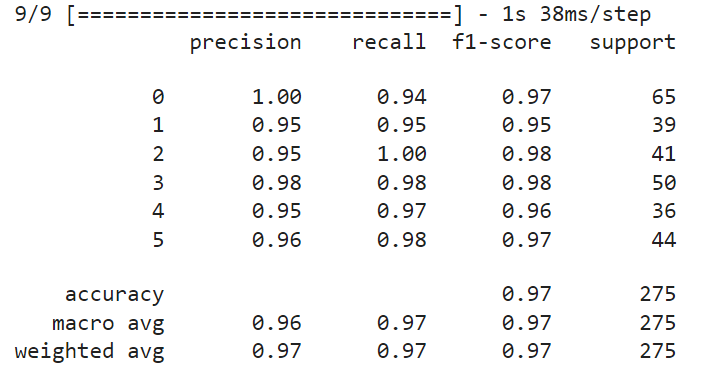 9/9 [==============================] - 1s 38ms/step
precision recall f1-score support
0 1.00 0.94 0.97 65
1 0.95 0.95 0.95 39
2 0.95 1.00 0.98 41
3 0.98 0.98 0.98 50
4 0.95 0.97 0.96 36
5 0.96 0.98 0.97 44
accuracy 0.97 275
macro avg 0.96 0.97 0.97 275
weighted avg 0.97 0.97 0.97 275